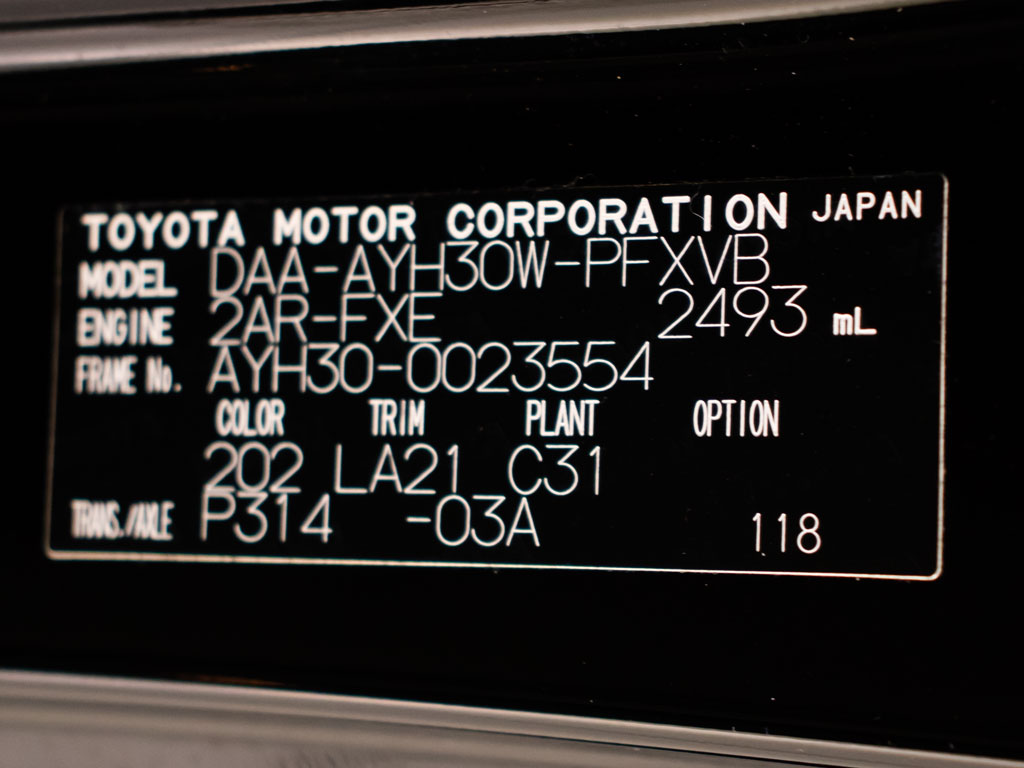 TOYOTA MOTOR CORPORATION JAPAN
MODEL DAA-AYH30W-PFXVB
ENGINE 2AR-FXE 2493 mL
FRAME No. AYH30-0023554
COLOR TRIM PLANT OPTION
202 LA21 C31
TRANS./AXLE P314 -03A 118